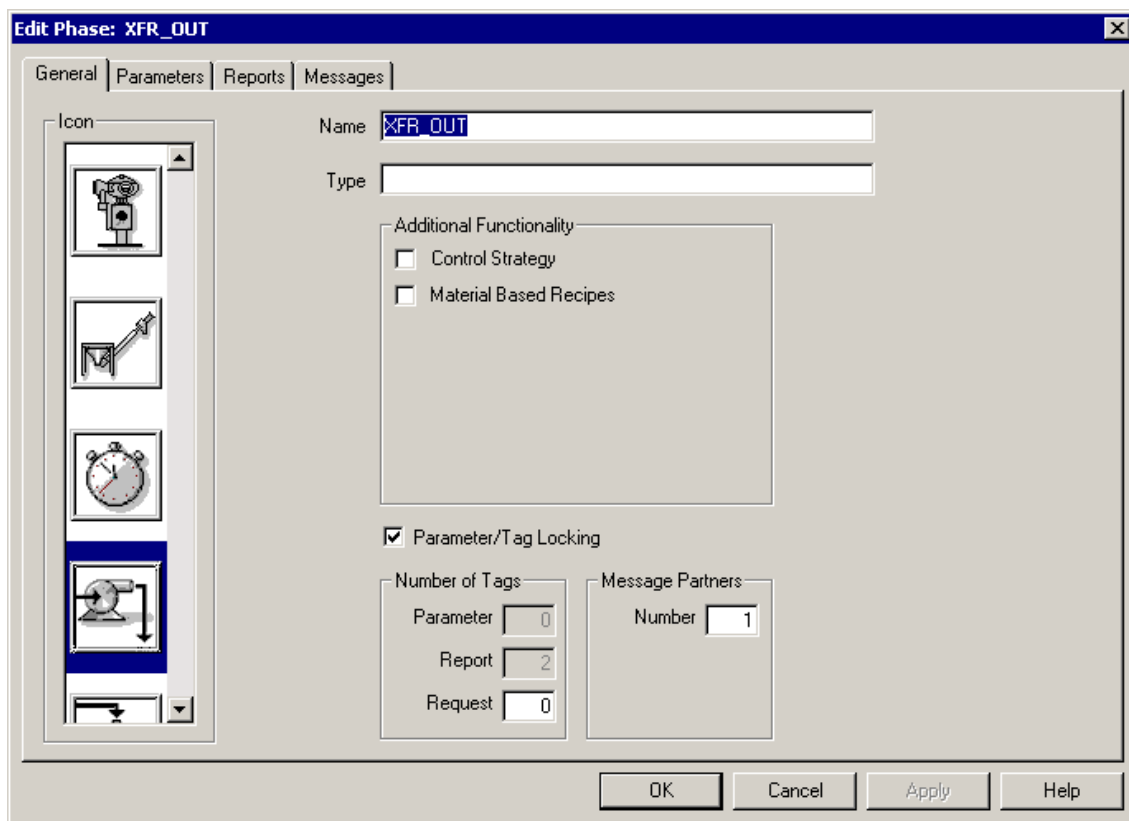 Edit Phase: XFR_OUT
General Parameters Reports Messages
Icon
Name XFR_OUT
Type
Additional Functionality
Control Strategy
Material Based Recipes
Parameter/Tag Locking
Number of Tags
Parameter 0
Report 2
Request 0
Message Partners
Number 1
OK Cancel Apply Help